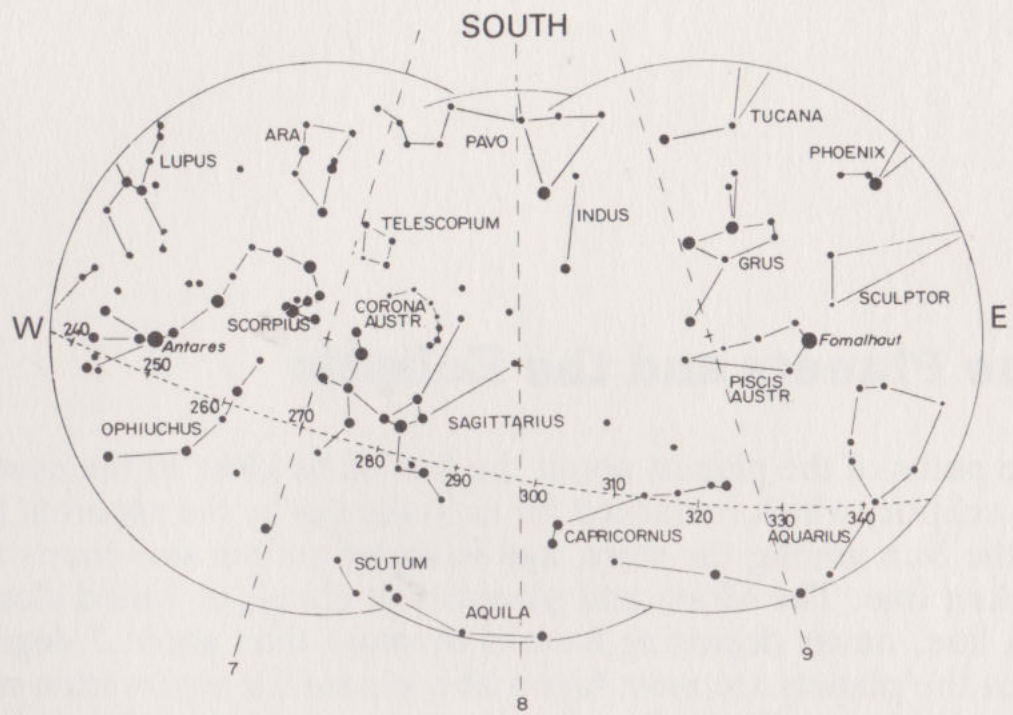 SOUTH
TUCANA
ARA
LUPUS
PAVO
PHOENIX
TELESCOPIUM
INDUS
GRUS
SCULPTOR
CORONA
AUSTR.
SCORPIUS
W
E
240
Antares
Fomalhaut
250
PISCIS
AUSTR.
260
270
OPHIUCHUS
SAGITTARIUS
280
290
300
310
320
330
340
CAPRICORNUS
AQUARIUS
SCUTUM
AQUILA
7
8
9